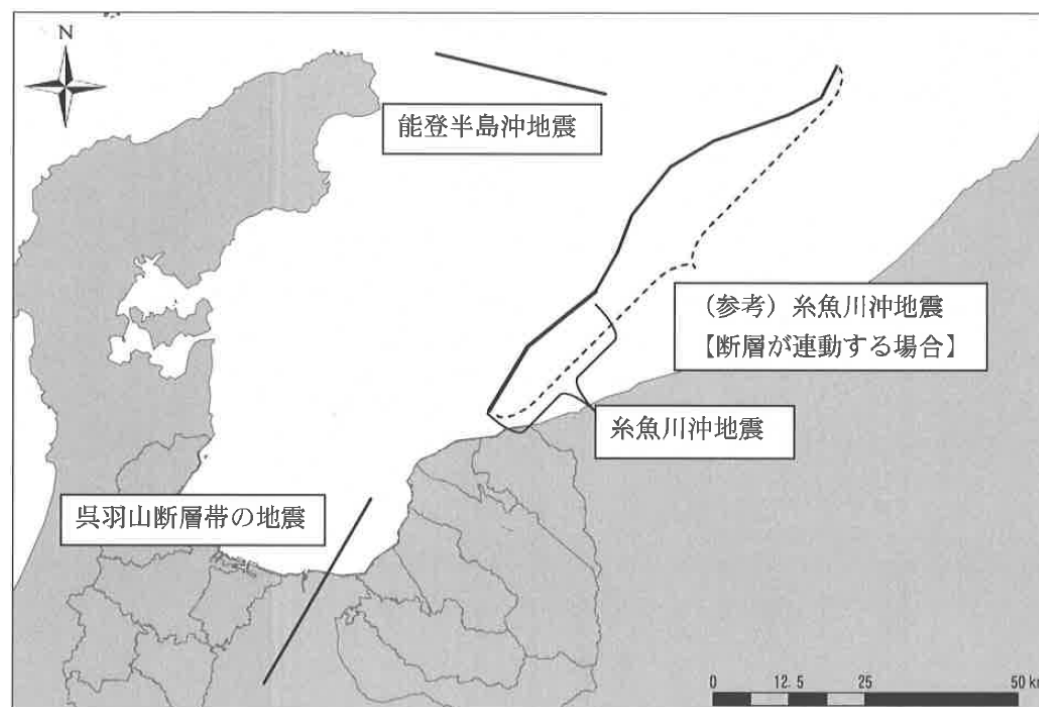 N
能登半島沖地震
（参考）糸魚川沖地震
【断層が連動する場合】
糸魚川沖地震
呉羽山断層帯の地震
0 12.5 25 50 km